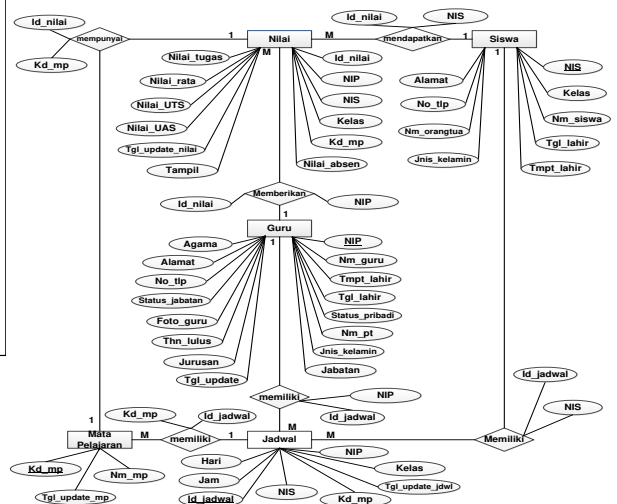 Id_nilai
Id_nilai
NIS
mempunyai
1
Nilai
M
mendapatkan
1
Siswa
Kd_mp
M
1
Nilai_tugas
Id_nilai
NIS
Nilai_rata
NIP
Alamat
Kelas
Nilai_UTS
NIS
No_tlp
Nm_siswa
Nilai_UAS
Kelas
Nm_orangtua
Tgl_lahir
Tgl_update_nilai
Kd_mp
Jnis_kelamin
Tmpt_lahir
Tampil
Nilai_absen
Id_nilai
Memberikan
NIP
1
Guru
1
Agama
NIP
Alamat
Nm_guru
No_tlp
Tmpt_lahir
Status_jabatan
Tgl_lahir
Foto_guru
Status_pribadi
Thn_lulus
Nm_pt
Jurusan
Jnis_kelamin
Tgl_update
Jabatan
memiliki
NIP
Id_jadwal
Id_jadwal
NIS
1
Kd_mp
Id_jadwal
M
Mata
Pelajaran
M
memiliki
1
Jadwal
M
Memiliki
Kd_mp
Nm_mp
Tgl_update_mp
Hari
NIP
Jam
Kelas
Id_jadwal
NIS
Kd_mp
Tgl_update_jdwl